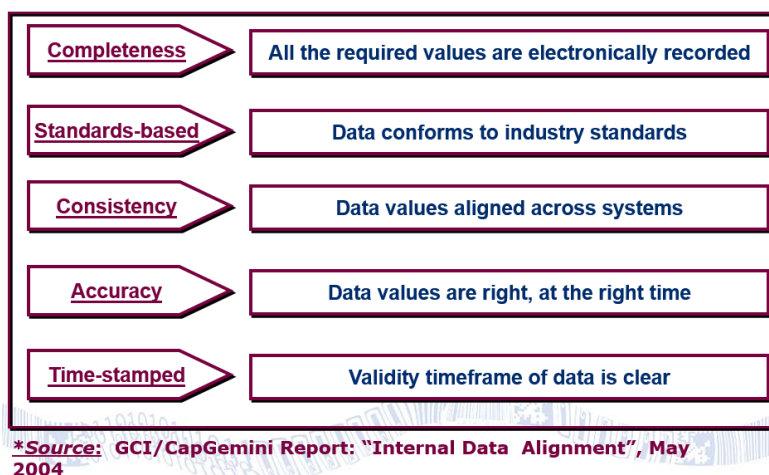 Completeness
All the required values are electronically recorded
Standards-based
Data conforms to industry standards
Consistency
Data values aligned across systems
Accuracy
Data values are right, at the right time
Time-stamped
Validity timeframe of data is clear
*Source: GCI/CapGemini Report: “Internal Data Alignment”, May
2004